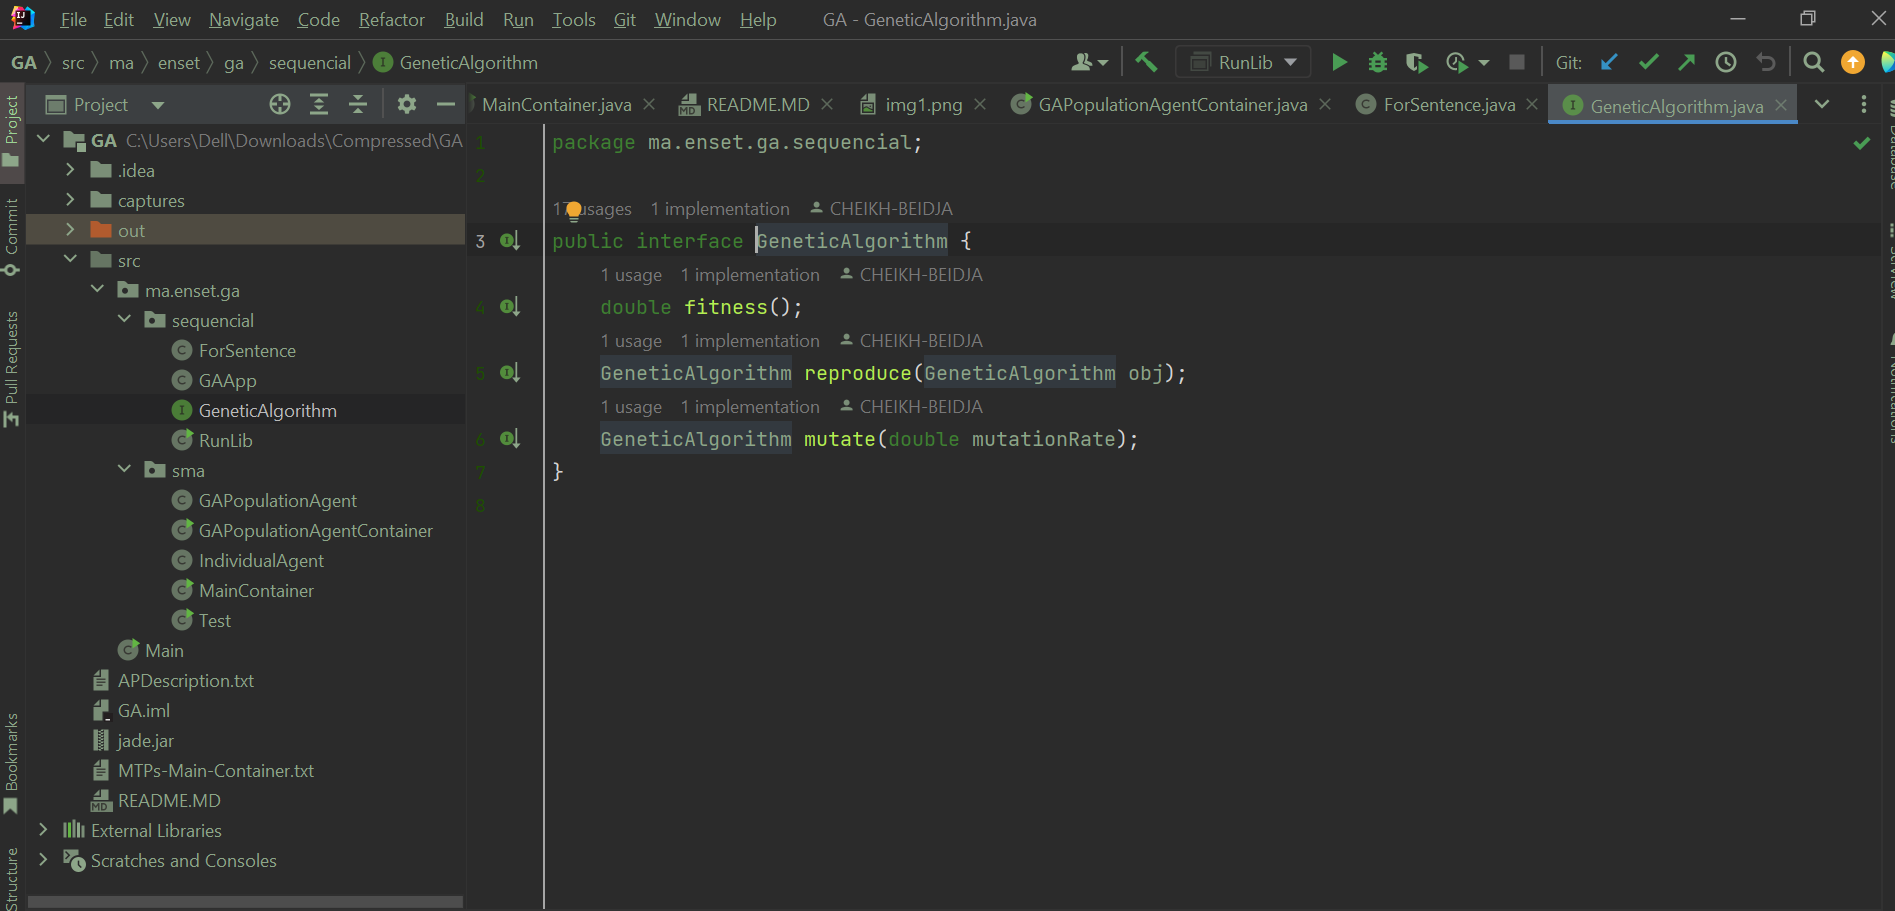 File Edit View Navigate Code Refactor Build Run Tools Git Window Help GA - GeneticAlgorithm.java
GA src ma enset ga sequencial GeneticAlgorithm RunLib Git:
Project
MainContainer.java README.MD img1.png GAPopulationAgentContainer.java ForSentence.java GeneticAlgorithm.java
Project
Commit
Pull Requests
Bookmarks
Structure
GA C:\Users\Dell\Downloads\Compressed\GA
.idea
captures
out
src
ma.enset.ga
sequencial
ForSentence
GAApp
GeneticAlgorithm
RunLib
sma
GAPopulationAgent
GAPopulationAgentContainer
IndividualAgent
MainContainer
Test
Main
APDescription.txt
GA.iml
jade.jar
MTPs-Main-Container.txt
README.MD
External Libraries
Scratches and Consoles
1 package ma.enset.ga.sequencial;
2
1 implementation CHEIKH-BEIDJA
3 public interface GeneticAlgorithm {
1 usage 1 implementation CHEIKH-BEIDJA
4 double fitness();
1 usage 1 implementation CHEIKH-BEIDJA
5 GeneticAlgorithm reproduce(GeneticAlgorithm obj);
1 usage 1 implementation CHEIKH-BEIDJA
6 GeneticAlgorithm mutate(double mutationRate);
7 }
8